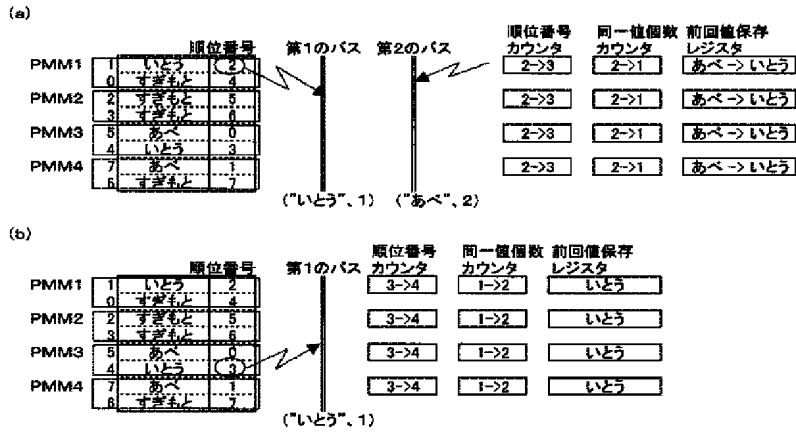 (a)
順位番号 第1のバス 第2のバス 順位番号カウンタ 同一値個数カウンタ 前回値保存レジスタ
PMM1 1 いとう 2 2->3 2->1 あべ -> いとう
0 すぎもと 4
PMM2 2 すぎもと 5 2->3 2->1 あべ -> いとう
3 すぎもと 6
PMM3 5 あべ 0 2->3 2->1 あべ -> いとう
4 いとう 3
PMM4 7 あべ 1 2->3 2->1 あべ -> いとう
6 すぎもと 7
("いとう"、1) ("あべ"、2)
(b)
順位番号 第1のバス 順位番号カウンタ 同一値個数カウンタ 前回値保存レジスタ
PMM1 1 いとう 2 3->4 1->2 いとう
0 すぎもと 4
PMM2 2 すぎもと 5 3->4 1->2 いとう
3 すぎもと 6
PMM3 5 あべ 0 3->4 1->2 いとう
4 いとう 3
PMM4 7 あべ 1 3->4 1->2 いとう
6 すぎもと 7
("いとう"、1)